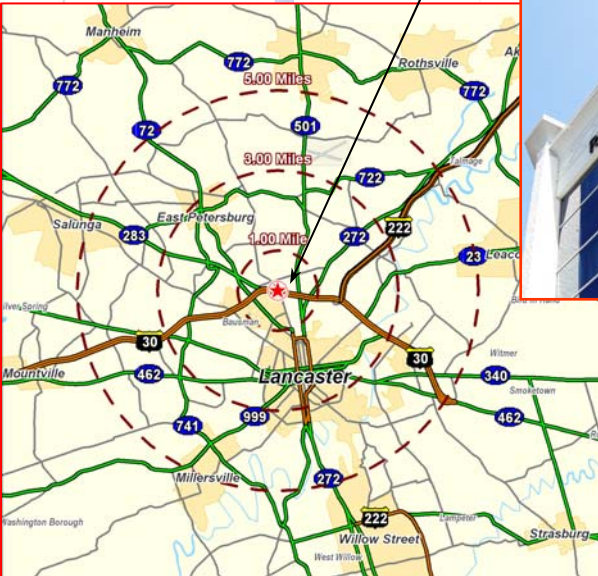 Manheim
772
Rothsville
772
772
5.00 Miles
72
501
Talmage
3.00 Miles
722
Salunga
East Petersburg
283
1.00 Mile
272
222
23
Bausman
30
30
Witmer
Mountville
462
Lancaster
340
Smoketown
741
999
462
Millersville
272
222
Lampeter
Washington Borough
Willow Street
Strasburg
West Willow